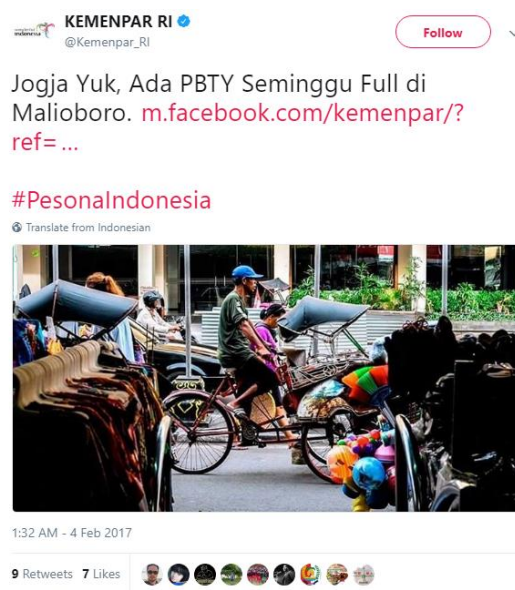 KEMENPAR RI
@Kemenpar_RI
Follow
Jogja Yuk, Ada PBTY Seminggu Full di
Malioboro. m.facebook.com/kemenpar/?
ref=…
#PesonaIndonesia
Translate from Indonesian
1:32 AM - 4 Feb 2017
9 Retweets 7 Likes